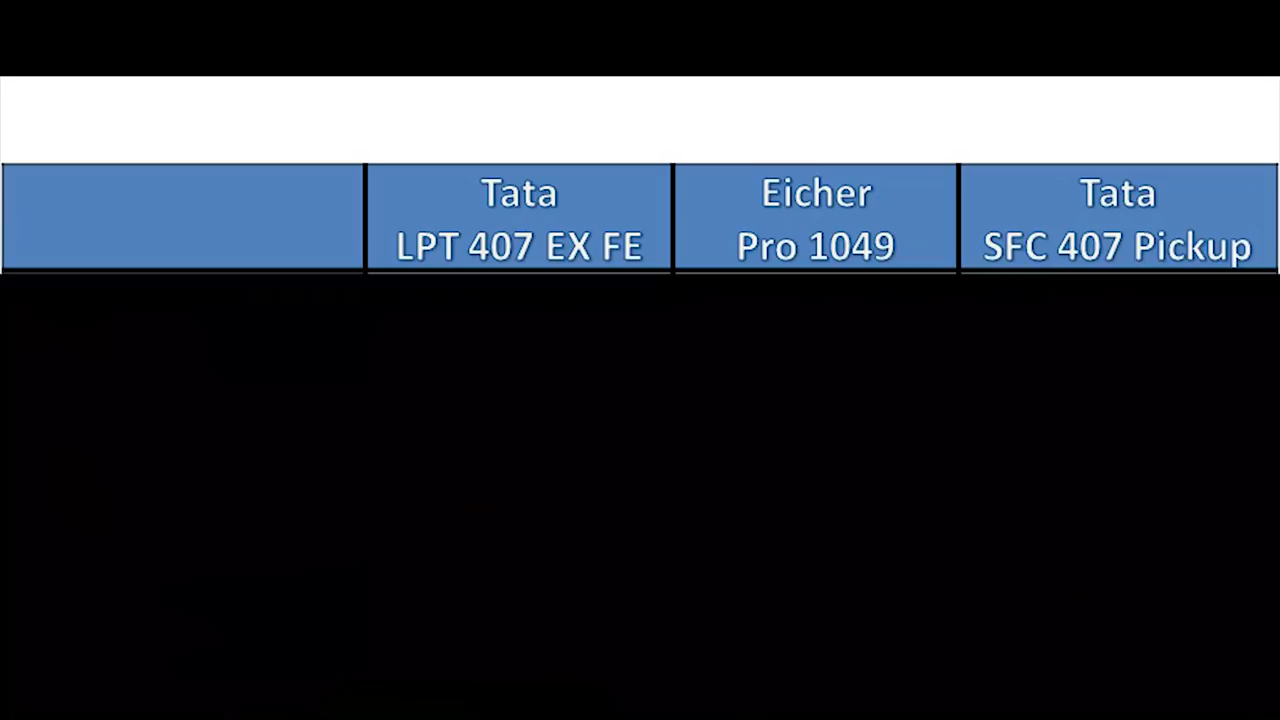 Tata
LPT 407 EX FE
Eicher
Pro 1049
Tata
SFC 407 Pickup